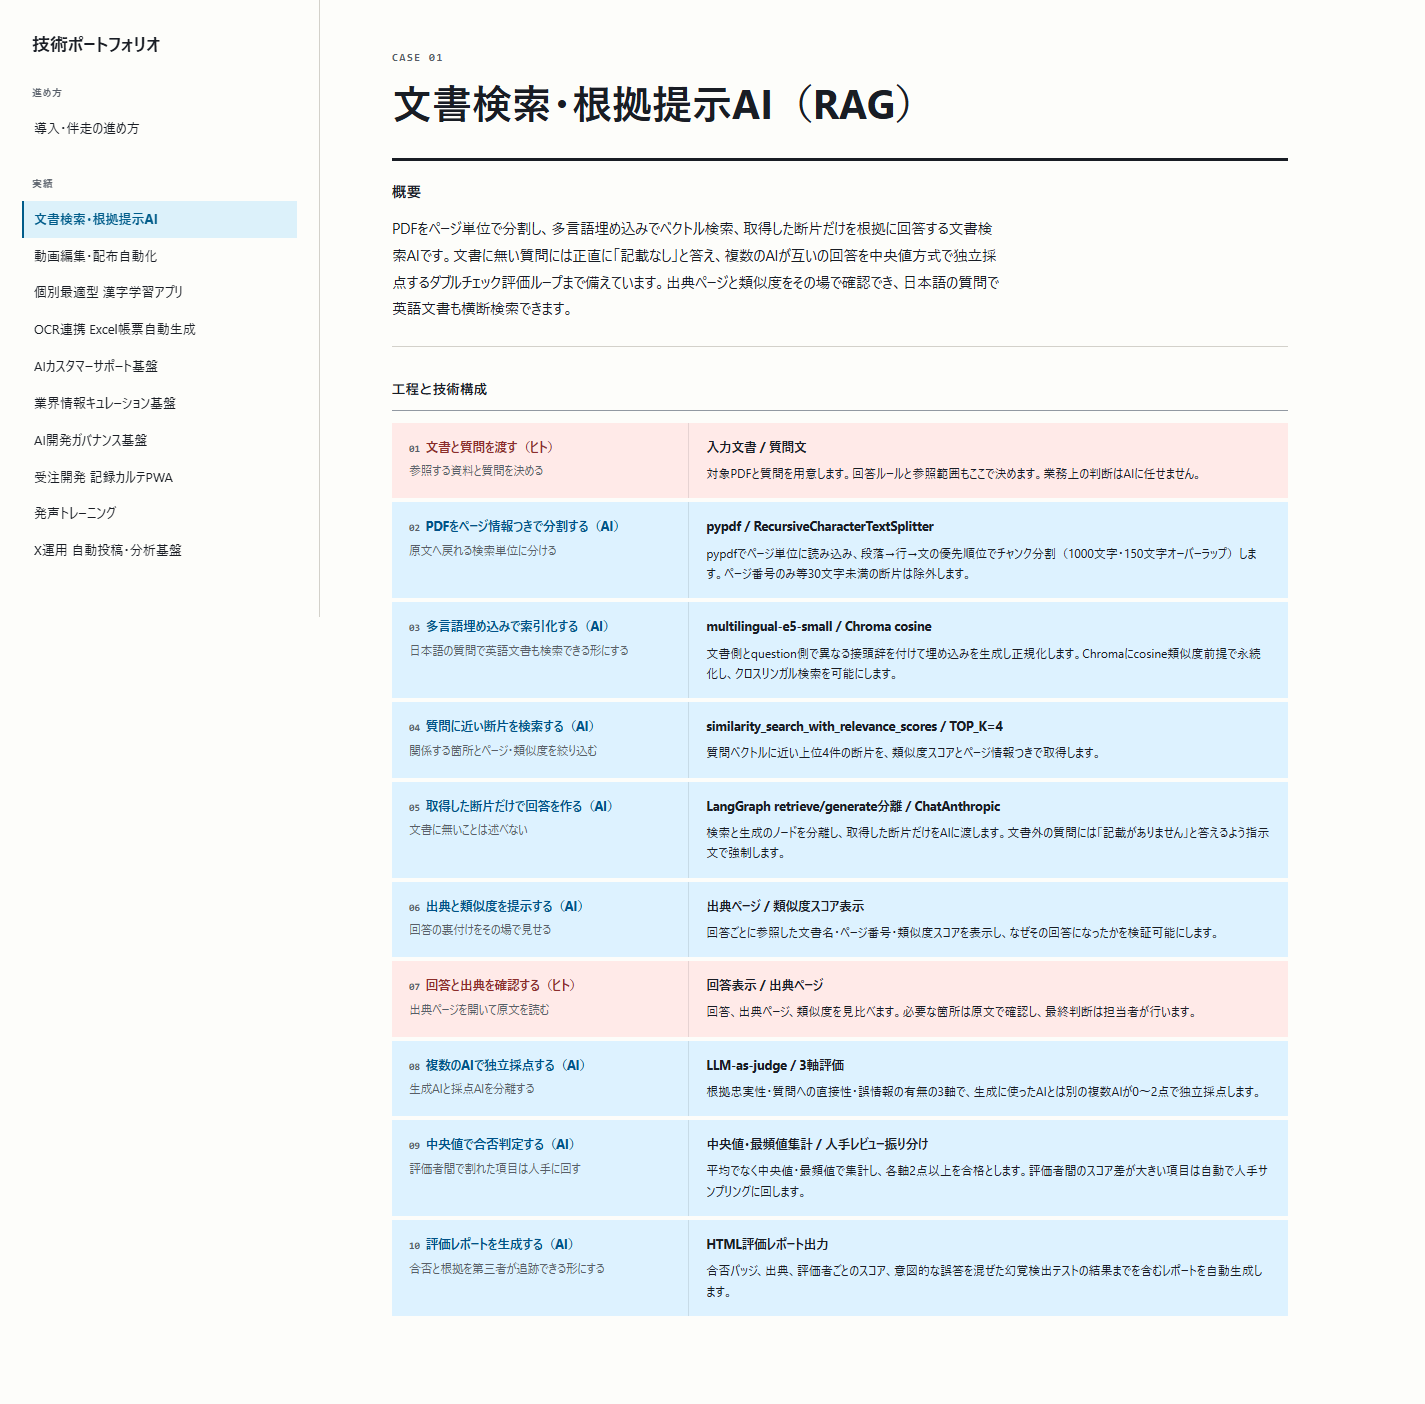 技術ポートフォリオ
進め方
導入・伴走の進め方
実績
文書検索・根拠提示AI
動画編集・配布自動化
個別最適型 漢字学習アプリ
OCR連携 Excel帳票自動生成
AIカスタマーサポート基盤
業界情報キュレーション基盤
AI開発ガバナンス基盤
受注開発 記録カルテPWA
発声トレーニング
X運用 自動投稿・分析基盤
CASE 01
文書検索・根拠提示AI（RAG）
概要
PDFをページ単位で分割し、多言語埋め込みでベクトル検索、取得した断片だけを根拠に回答する文書検
索AIです。文書に無い質問には正直に「記載なし」と答え、複数のAIが互いの回答を中央値方式で独立採
点するダブルチェック評価ループまで備えています。出典ページと類似度をその場で確認でき、日本語の質問で
英語文書も横断検索できます。
工程と技術構成
01 文書と質問を渡す（ヒト）
参照する資料と質問を決める
入力文書 / 質問文
対象PDFと質問を用意します。回答ルールと参照範囲もここで決めます。業務上の判断はAIに任せません。
02 PDFをページ情報つきで分割する（AI）
原文へ戻れる検索単位に分ける
pypdf / RecursiveCharacterTextSplitter
pypdfでページ単位に読み込み、段落→行→文の優先順位でチャンク分割（1000文字・150文字オーバーラップ）しま
す。ページ番号のみ等30文字未満の断片は除外します。
03 多言語埋め込みで索引化する（AI）
日本語の質問で英語文書も検索できる形にする
multilingual-e5-small / Chroma cosine
文書側とquestion側で異なる接頭辞を付けて埋め込みを生成し正規化します。Chromaにcosine類似度前提で永続
化し、クロスリンガル検索を可能にします。
04 質問に近い断片を検索する（AI）
関係する箇所とページ・類似度を絞り込む
similarity_search_with_relevance_scores / TOP_K=4
質問ベクトルに近い上位4件の断片を、類似度スコアとページ情報つきで取得します。
05 取得した断片だけで回答を作る（AI）
文書に無いことは述べない
LangGraph retrieve/generate分離 / ChatAnthropic
検索と生成のノードを分離し、取得した断片だけをAIに渡します。文書外の質問には「記載がありません」と答えるよう指示
文で強制します。
06 出典と類似度を提示する（AI）
回答の裏付けをその場で見せる
出典ページ / 類似度スコア表示
回答ごとに参照した文書名・ページ番号・類似度スコアを表示し、なぜその回答になったかを検証可能にします。
07 回答と出典を確認する（ヒト）
出典ページを開いて原文を読む
回答表示 / 出典ページ
回答、出典ページ、類似度を見比べます。必要な箇所は原文で確認し、最終判断は担当者が行います。
08 複数のAIで独立採点する（AI）
生成AIと採点AIを分離する
LLM-as-judge / 3軸評価
根拠忠実性・質問への直接性・誤情報の有無の3軸で、生成に使ったAIとは別の複数AIが0～2点で独立採点します。
09 中央値で合否判定する（AI）
評価者間で割れた項目は人手に回す
中央値・最頻値集計 / 人手レビュー振り分け
平均でなく中央値・最頻値で集計し、各軸2点以上を合格とします。評価者間のスコア差が大きい項目は自動で人手サ
ンプリングに回します。
10 評価レポートを生成する（AI）
合否と根拠を第三者が追跡できる形にする
HTML評価レポート出力
合否バッジ、出典、評価者ごとのスコア、意図的な誤答を混ぜた幻覚検出テストの結果までを含むレポートを自動生成し
ます。